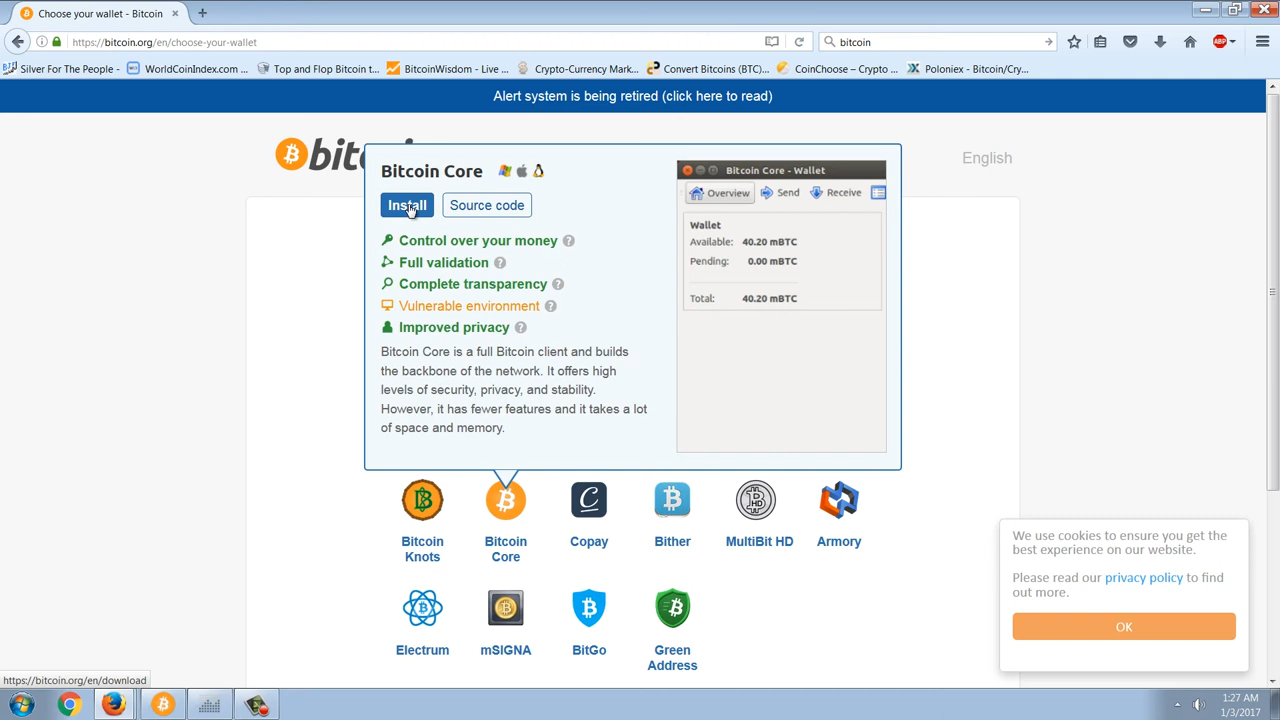 Choose your wallet - Bitcoin
https://bitcoin.org/en/choose-your-wallet
bitcoin
ABP
Silver For The People - ...
WorldCoinIndex.com ...
Top and Flop Bitcoin t...
BitcoinWisdom - Live ...
Crypto-Currency Mark...
Convert Bitcoins (BTC)...
CoinChoose – Crypto ...
Poloniex - Bitcoin/Cry...
Alert system is being retired (click here to read)
bitc
English
Bitcoin Core
Install
Source code
Control over your money ?
Full validation ?
Complete transparency ?
Vulnerable environment ?
Improved privacy ?
Bitcoin Core is a full Bitcoin client and builds
the backbone of the network. It offers high
levels of security, privacy, and stability.
However, it has fewer features and it takes a lot
of space and memory.
Bitcoin Core - Wallet
Overview
Send
Receive
Wallet
Available: 40.20 mBTC
Pending: 0.00 mBTC
Total: 40.20 mBTC
HD
Bitcoin
Knots
Bitcoin
Core
Copay
Bither
MultiBit HD
Armory
Electrum
mSIGNA
BitGo
Green
Address
We use cookies to ensure you get the
best experience on our website.
Please read our privacy policy to find
out more.
OK
https://bitcoin.org/en/download
1:27 AM
1/3/2017